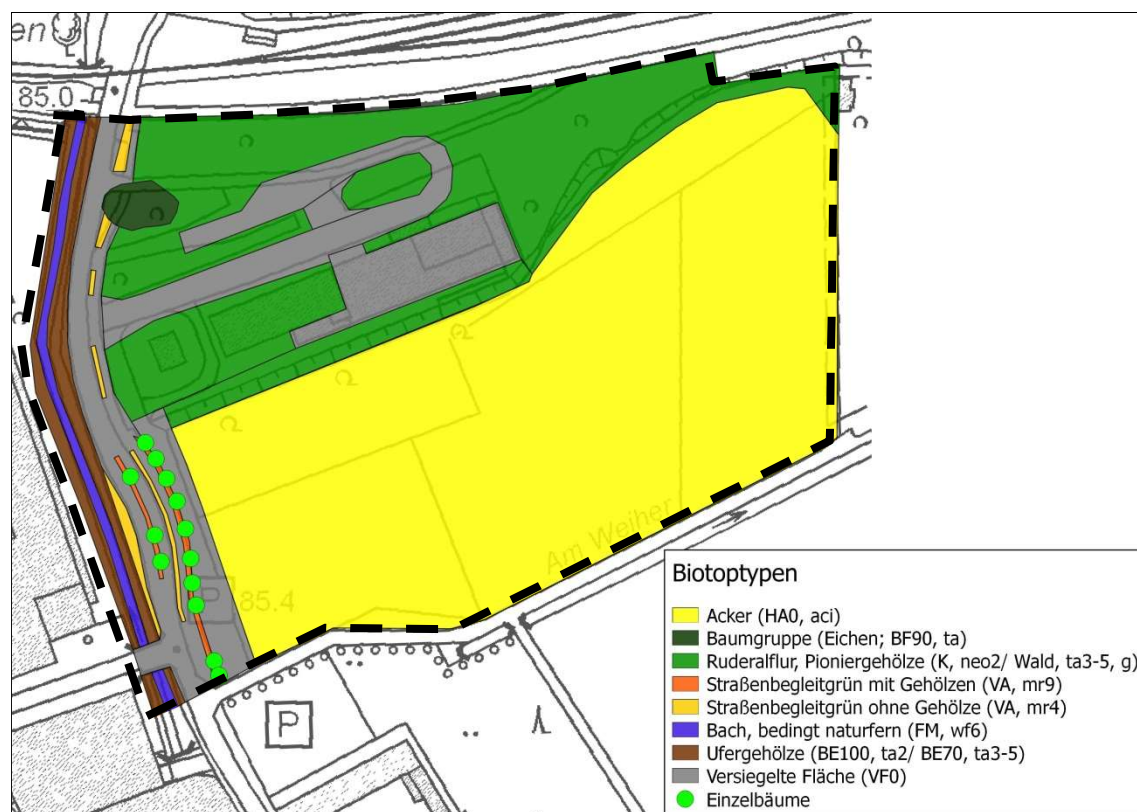 en
85.0
Am Weiher
P
85.4
P
Biotoptypen
Acker (HA0, aci)
Baumgruppe (Eichen; BF90, ta)
Ruderalflur, Pioniergehölze (K, neo2/ Wald, ta3-5, g)
Straßenbegleitgrün mit Gehölzen (VA, mr9)
Straßenbegleitgrün ohne Gehölze (VA, mr4)
Bach, bedingt naturfern (FM, wf6)
Ufergehölze (BE100, ta2/ BE70, ta3-5)
Versiegelte Fläche (VF0)
Einzelbäume